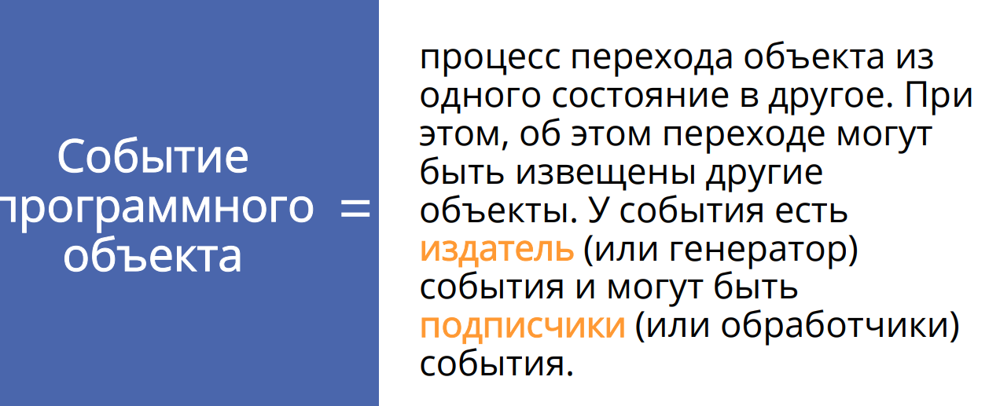 Событие
программного =
объекта
процесс перехода объекта из
одного состояние в другое. При
этом, об этом переходе могут
быть извещены другие
объекты. У события есть
издатель (или генератор)
события и могут быть
подписчики (или обработчики)
события.